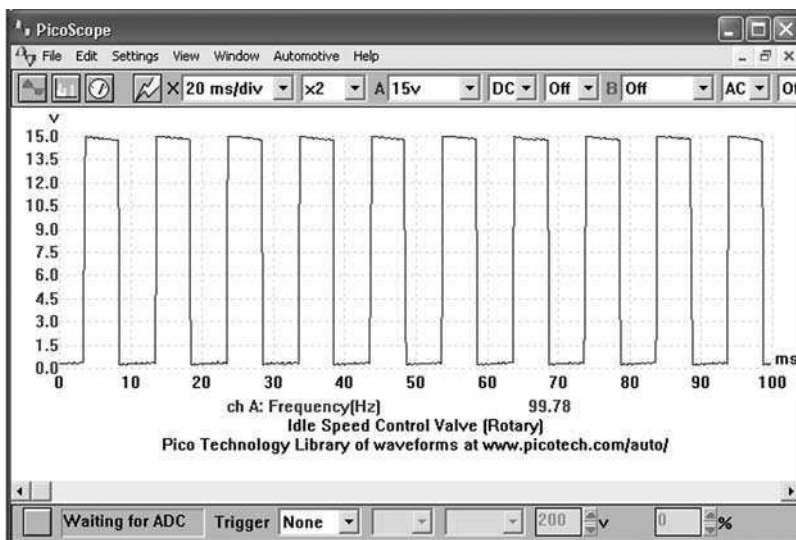 PicoScope
File Edit Settings View Window Automotive Help
X 20 ms/div x2 A 15v DC Off B Off AC
v
15.0
13.5
12.0
10.5
9.0
7.5
6.0
4.5
3.0
1.5
0.0
ms
0 10 20 30 40 50 60 70 80 90 100
ch A: Frequency(Hz) 99.78
Idle Speed Control Valve (Rotary)
Pico Technology Library of waveforms at www.picotech.com/auto/
Waiting for ADC Trigger None 200 v 0 %